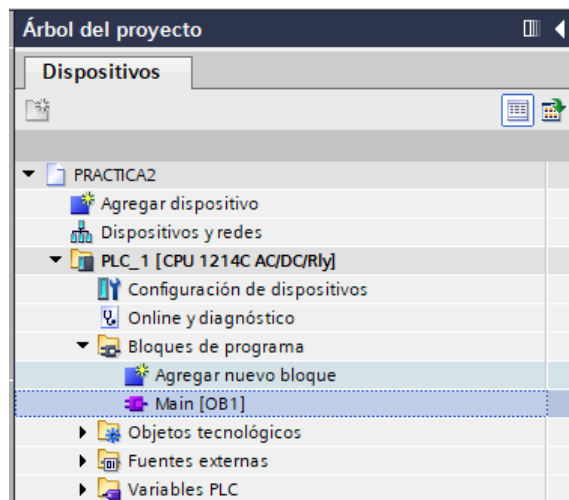 Árbol del proyecto
Dispositivos
PRACTICA2
Agregar dispositivo
Dispositivos y redes
PLC_1 [CPU 1214C AC/DC/Rly]
Configuración de dispositivos
Online y diagnóstico
Bloques de programa
Agregar nuevo bloque
Main [OB1]
Objetos tecnológicos
Fuentes externas
Variables PLC